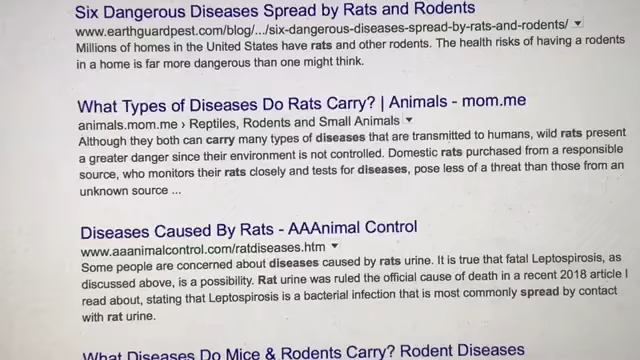 Six Dangerous Diseases Spread by Rats and Rodents
www.earthguardpest.com/blog/.../six-dangerous-diseases-spread-by-rats-and-rodents/
Millions of homes in the United States have rats and other rodents. The health risks of having a rodents
in a home is far more dangerous than one might think.
What Types of Diseases Do Rats Carry? | Animals - mom.me
animals.mom.me › Reptiles, Rodents and Small Animals
Although they both can carry many types of diseases that are transmitted to humans, wild rats present
a greater danger since their environment is not controlled. Domestic rats purchased from a responsible
source, who monitors their rats closely and tests for diseases, pose less of a threat than those from an
unknown source ...
Diseases Caused By Rats - AAAnimal Control
www.aaanimalcontrol.com/ratdiseases.htm
Some people are concerned about diseases caused by rats urine. It is true that fatal Leptospirosis, as
discussed above, is a possibility. Rat urine was ruled the official cause of death in a recent 2018 article I
read about, stating that Leptospirosis is a bacterial infection that is most commonly spread by contact
with rat urine.
What Diseases Do Mice & Rodents Carry? Rodent Diseases